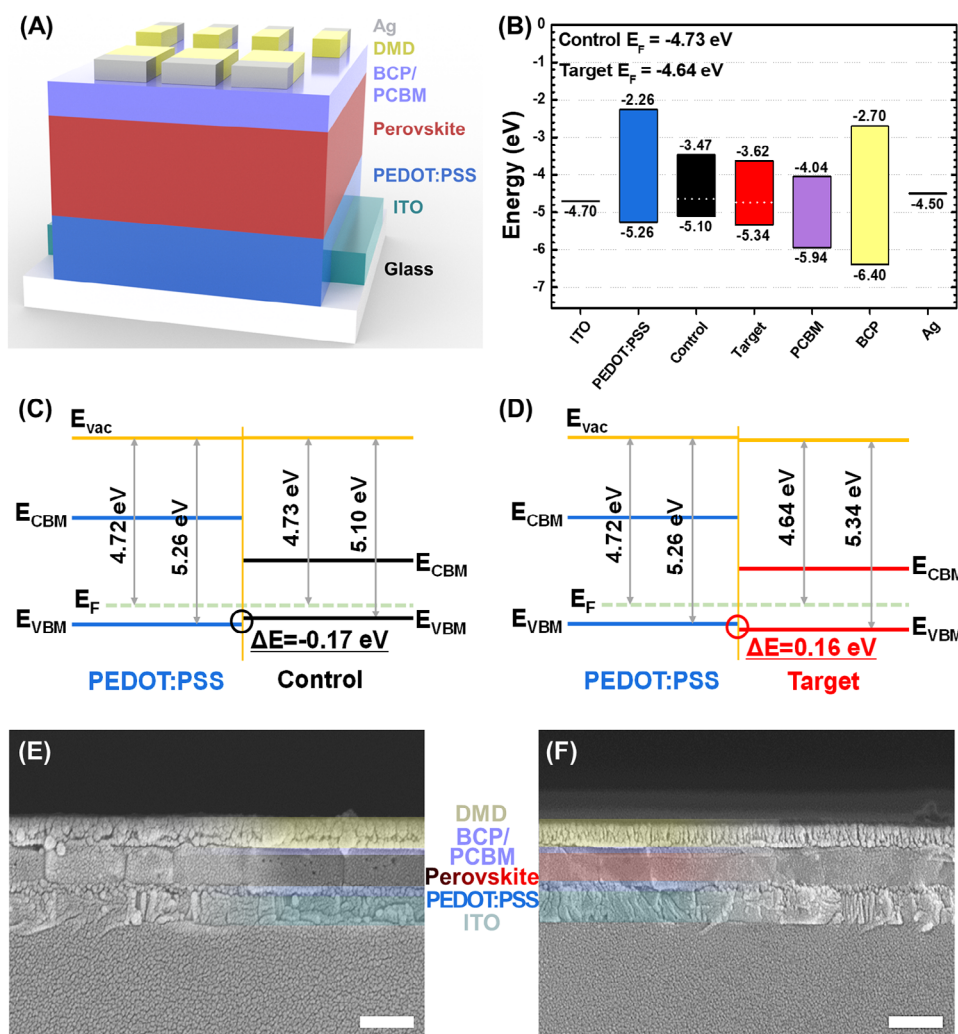 (A)
Ag
DMD
BCP/
PCBM
Perovskite
PEDOT:PSS
ITO
Glass
(B)
Control E_F = -4.73 eV
Target E_F = -4.64 eV
Energy (eV)
0
-1
-2
-3
-4
-5
-6
-7
-4.70
-2.26
-5.26
-3.47
-5.10
-3.62
-5.34
-4.04
-5.94
-2.70
-6.40
-4.50
ITO
PEDOT:PSS
Control
Target
PCBM
BCP
Ag
(C)
E_vac
E_CBM
E_F
E_VBM
4.72 eV
5.26 eV
4.73 eV
5.10 eV
E_CBM
E_VBM
ΔE=-0.17 eV
PEDOT:PSS
Control
(D)
E_vac
E_CBM
E_F
E_VBM
4.72 eV
5.26 eV
4.64 eV
5.34 eV
E_CBM
E_VBM
ΔE=0.16 eV
PEDOT:PSS
Target
(E)
DMD
BCP/
PCBM
Perovskite
PEDOT:PSS
ITO
(F)